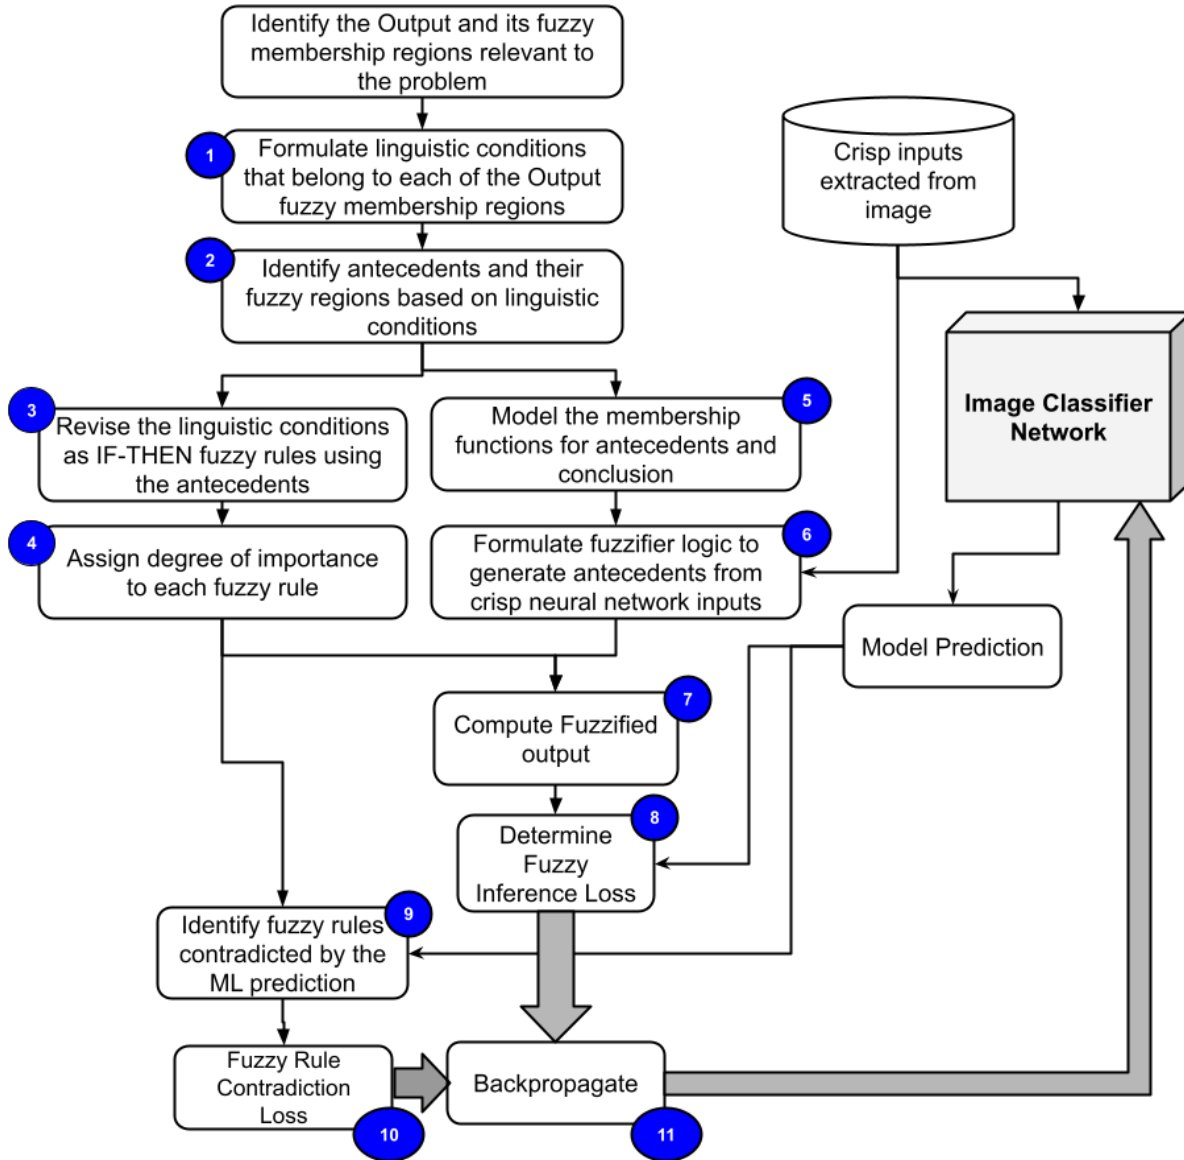 Identify the Output and its fuzzy
membership regions relevant to
the problem
1
Formulate linguistic conditions
that belong to each of the Output
fuzzy membership regions
Crisp inputs
extracted from
image
2
Identify antecedents and their
fuzzy regions based on linguistic
conditions
3
Revise the linguistic conditions
as IF-THEN fuzzy rules using
the antecedents
5
Model the membership
functions for antecedents and
conclusion
Image Classifier
Network
4
Assign degree of importance
to each fuzzy rule
6
Formulate fuzzifier logic to
generate antecedents from
crisp neural network inputs
Model Prediction
7
Compute Fuzzified
output
8
Determine
Fuzzy
Inference Loss
9
Identify fuzzy rules
contradicted by the
ML prediction
Fuzzy Rule
Contradiction
Loss
10
Backpropagate
11